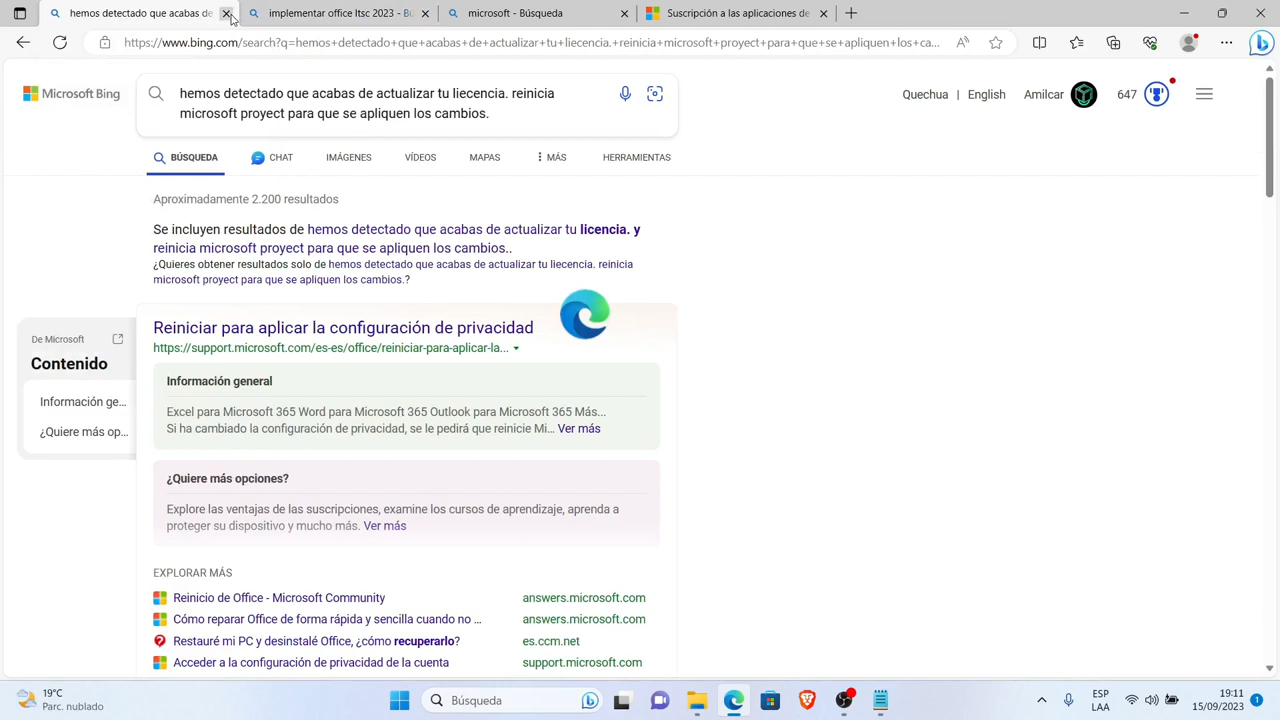 hemos detectado que acabas de
implementar office ltsc 2023 - Bú
microsoft - Búsqueda
Suscripción a las aplicaciones de
https://www.bing.com/search?q=hemos+detectado+que+acabas+de+actualizar+tu+liecencia.+reinicia+microsoft+proyect+para+que+se+apliquen+los+ca...
Microsoft Bing
hemos detectado que acabas de actualizar tu liecencia. reinicia
microsoft proyect para que se apliquen los cambios.
Quechua | English Amilcar 647
BÚSQUEDA CHAT IMÁGENES VÍDEOS MAPAS MÁS HERRAMIENTAS
Aproximadamente 2.200 resultados
Se incluyen resultados de hemos detectado que acabas de actualizar tu licencia. y
reinicia microsoft proyect para que se apliquen los cambios..
¿Quieres obtener resultados solo de hemos detectado que acabas de actualizar tu liecencia. reinicia
microsoft proyect para que se apliquen los cambios.?
De Microsoft
Contenido
Información ge...
¿Quiere más op...
Reiniciar para aplicar la configuración de privacidad
https://support.microsoft.com/es-es/office/reiniciar-para-aplicar-la...
Información general
Excel para Microsoft 365 Word para Microsoft 365 Outlook para Microsoft 365 Más...
Si ha cambiado la configuración de privacidad, se le pedirá que reinicie Mi... Ver más
¿Quiere más opciones?
Explore las ventajas de las suscripciones, examine los cursos de aprendizaje, aprenda a
proteger su dispositivo y mucho más. Ver más
EXPLORAR MÁS
Reinicio de Office - Microsoft Community answers.microsoft.com
Cómo reparar Office de forma rápida y sencilla cuando no ... answers.microsoft.com
Restauré mi PC y desinstalé Office, ¿cómo recuperarlo? es.ccm.net
Acceder a la configuración de privacidad de la cuenta support.microsoft.com
19°C
Parc. nublado
Búsqueda
ESP
LAA
19:11
15/09/2023
1